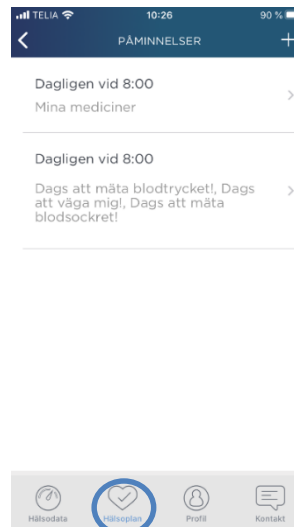 TELIA 10:26 90 %
PÅMINNELSER +
Dagligen vid 8:00
Mina mediciner
Dagligen vid 8:00
Dags att mäta blodtrycket!, Dags
att väga mig!, Dags att mäta
blodsockret!
Hälsodata Hälsoplan Profil Kontakt